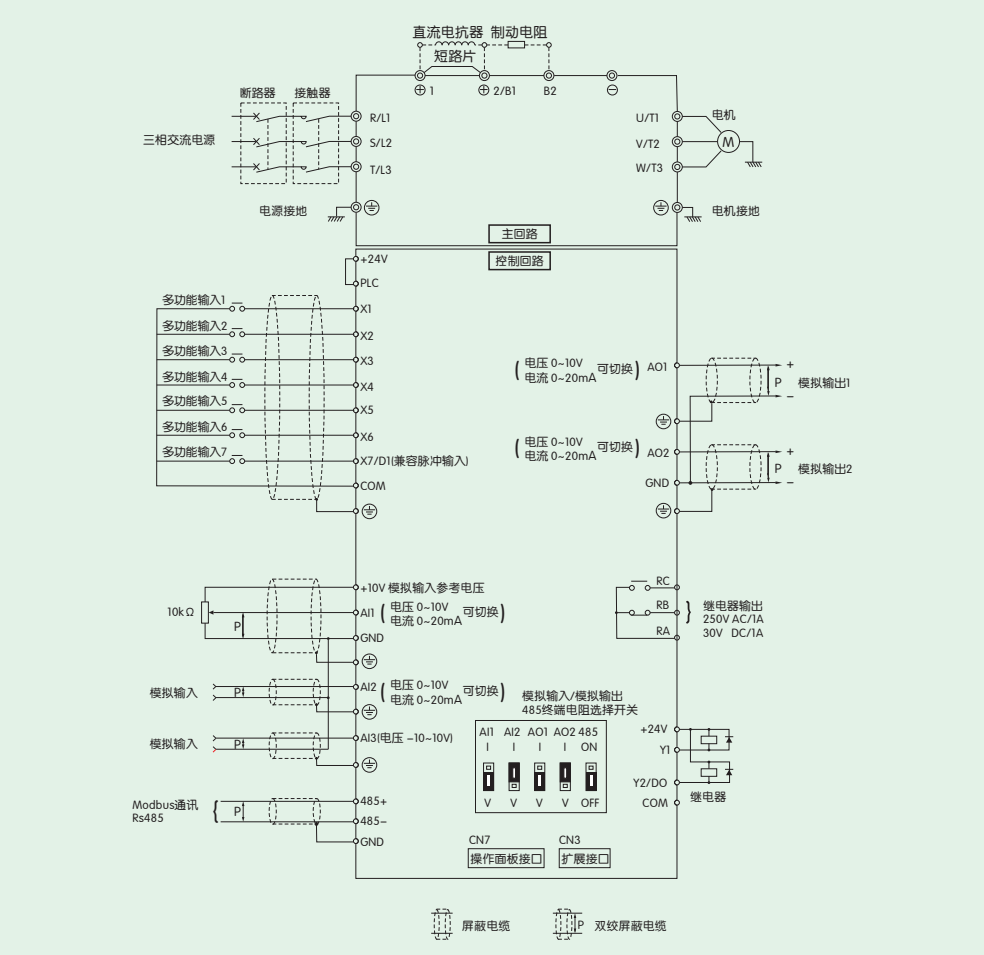 直流电抗器 制动电阻
短路片
⊕ 1
⊕ 2/B1
B2
⊖
断路器 接触器
三相交流电源
R/L1
S/L2
T/L3
电源接地
U/T1
V/T2
W/T3
电机
M
电机接地
主回路
控制回路
+24V
PLC
多功能输入1
X1
多功能输入2
X2
多功能输入3
X3
多功能输入4
X4
多功能输入5
X5
多功能输入6
X6
多功能输入7
X7/D1(兼容脉冲输入)
COM
(电压 0~10V
电流 0~20mA 可切换)
AO1
+
P
−
模拟输出1
(电压 0~10V
电流 0~20mA 可切换)
AO2
GND
+
P
−
模拟输出2
+10V 模拟输入参考电压
10kΩ
P
AI1 (电压 0~10V
电流 0~20mA 可切换)
GND
模拟输入
P
AI2 (电压 0~10V
电流 0~20mA 可切换)
模拟输入
P
AI3(电压 −10~10V)
Modbus通讯
Rs485
P
485+
485−
GND
RC
RB
RA
继电器输出
250V AC/1A
30V DC/1A
模拟输入/模拟输出
485终端电阻选择开关
AI1 AI2 AO1 AO2 485
I I I I ON
V V V V OFF
+24V
Y1
Y2/DO
COM
继电器
CN7
操作面板接口
CN3
扩展接口
屏蔽电缆
P 双绞屏蔽电缆